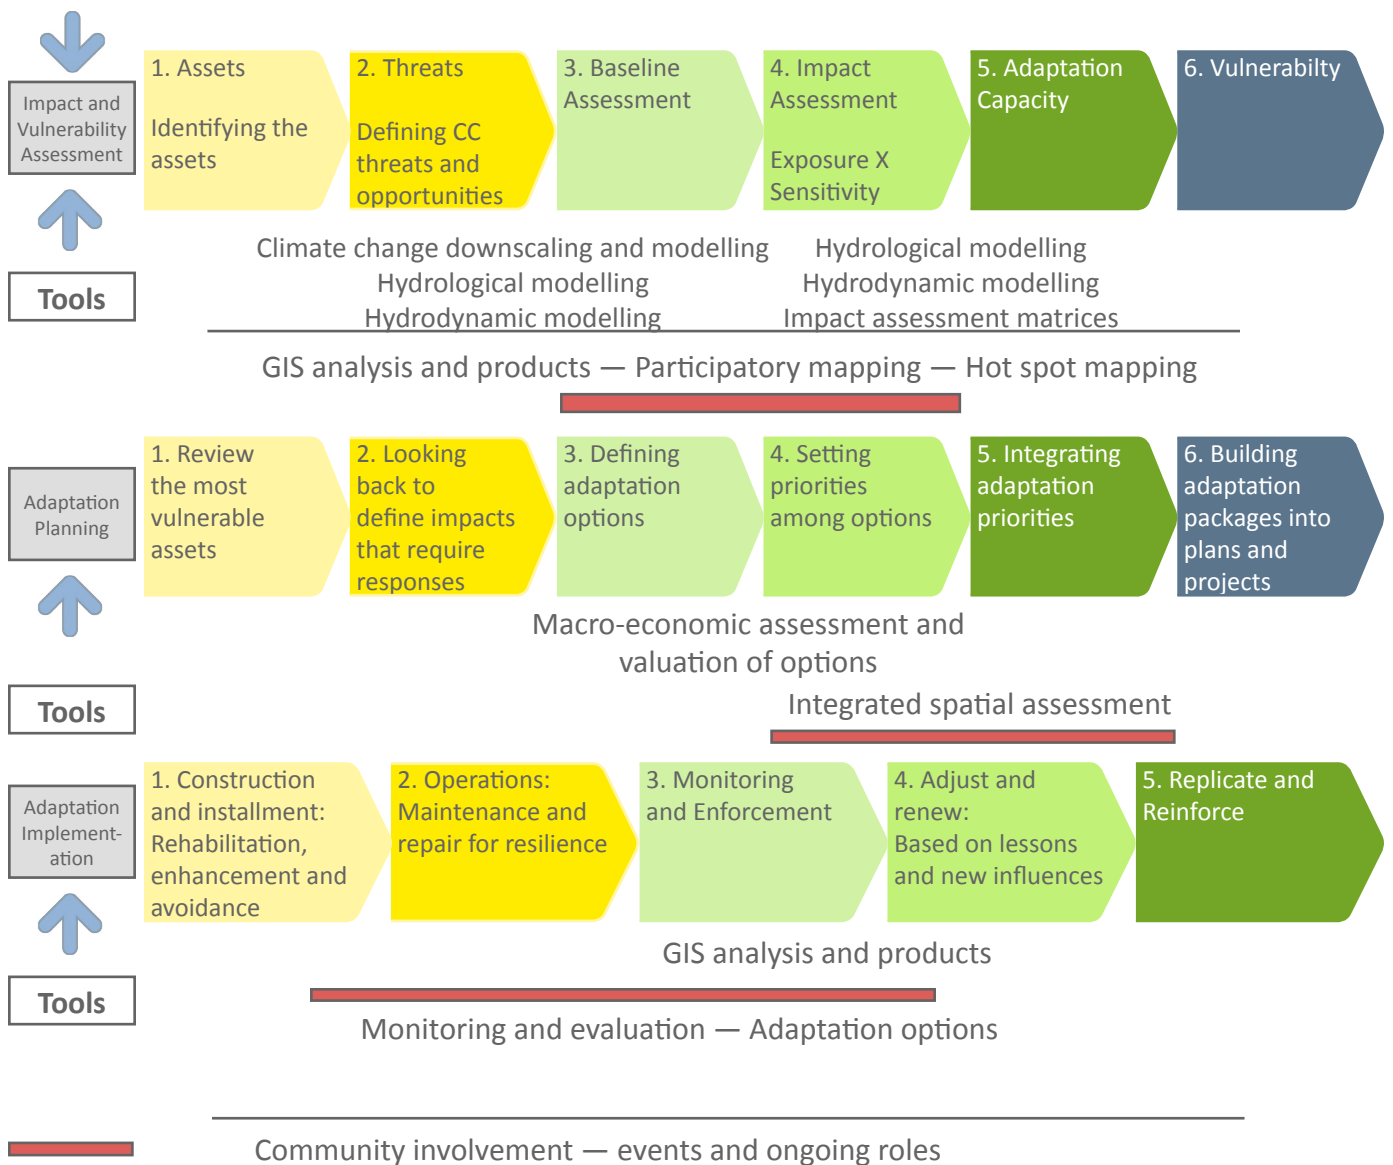 Impact and
Vulnerability
Assessment
1. Assets
Identifying the
assets
2. Threats
Defining CC
threats and
opportunities
3. Baseline
Assessment
4. Impact
Assessment
Exposure X
Sensitivity
5. Adaptation
Capacity
6. Vulnerabilty
Tools
Climate change downscaling and modelling
Hydrological modelling
Hydrodynamic modelling
Hydrological modelling
Hydrodynamic modelling
Impact assessment matrices
GIS analysis and products — Participatory mapping — Hot spot mapping
Adaptation
Planning
1. Review
the most
vulnerable
assets
2. Looking
back to
define impacts
that require
responses
3. Defining
adaptation
options
4. Setting
priorities
among options
5. Integrating
adaptation
priorities
6. Building
adaptation
packages into
plans and
projects
Macro-economic assessment and
valuation of options
Tools
Integrated spatial assessment
Adaptation
Implement-
ation
1. Construction
and installment:
Rehabilitation,
enhancement and
avoidance
2. Operations:
Maintenance and
repair for resilience
3. Monitoring
and Enforcement
4. Adjust and
renew:
Based on lessons
and new influences
5. Replicate and
Reinforce
GIS analysis and products
Tools
Monitoring and evaluation — Adaptation options
Community involvement — events and ongoing roles